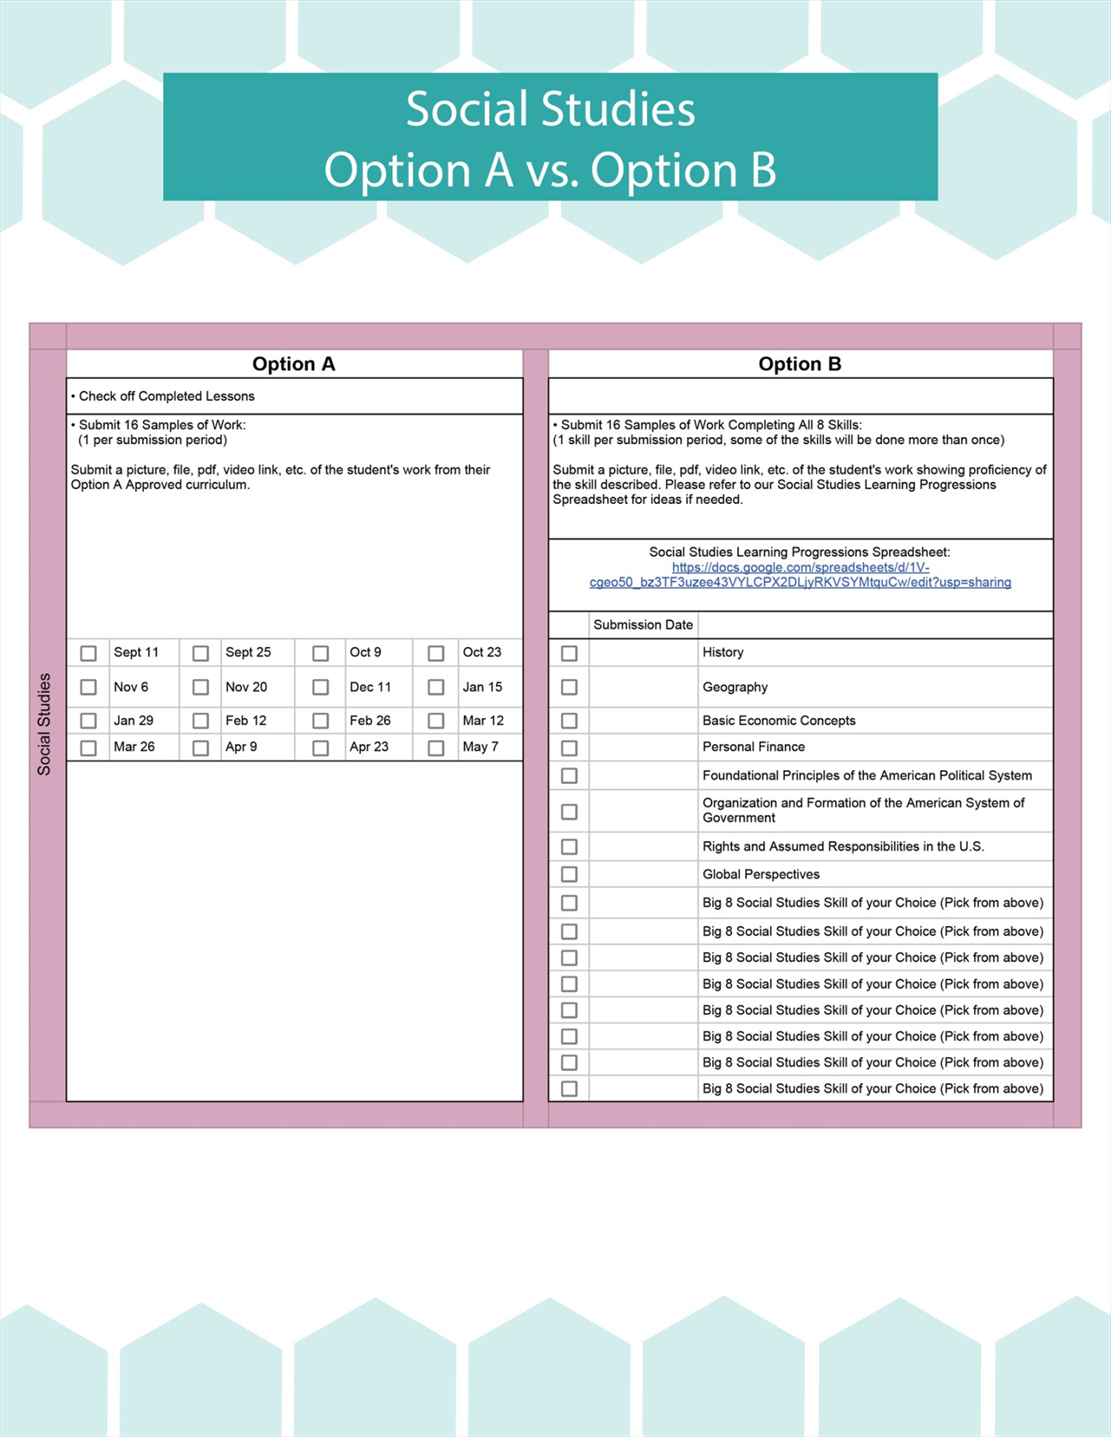 Social Studies
Option A vs. Option B
Option A
• Check off Completed Lessons
• Submit 16 Samples of Work:
(1 per submission period)
Submit a picture, file, pdf, video link, etc. of the student's work from their
Option A Approved curriculum.
Sept 11 Sept 25 Oct 9 Oct 23
Nov 6 Nov 20 Dec 11 Jan 15
Jan 29 Feb 12 Feb 26 Mar 12
Mar 26 Apr 9 Apr 23 May 7
Social Studies
Option B
• Submit 16 Samples of Work Completing All 8 Skills:
(1 skill per submission period, some of the skills will be done more than once)
Submit a picture, file, pdf, video link, etc. of the student's work showing proficiency of
the skill described. Please refer to our Social Studies Learning Progressions
Spreadsheet for ideas if needed.
Social Studies Learning Progressions Spreadsheet:
https://docs.google.com/spreadsheets/d/1V-
cgeo50_bz3TF3uzee43VYLCPX2DLjyRKVSYMtquCw/edit?usp=sharing
Submission Date
History
Geography
Basic Economic Concepts
Personal Finance
Foundational Principles of the American Political System
Organization and Formation of the American System of
Government
Rights and Assumed Responsibilities in the U.S.
Global Perspectives
Big 8 Social Studies Skill of your Choice (Pick from above)
Big 8 Social Studies Skill of your Choice (Pick from above)
Big 8 Social Studies Skill of your Choice (Pick from above)
Big 8 Social Studies Skill of your Choice (Pick from above)
Big 8 Social Studies Skill of your Choice (Pick from above)
Big 8 Social Studies Skill of your Choice (Pick from above)
Big 8 Social Studies Skill of your Choice (Pick from above)
Big 8 Social Studies Skill of your Choice (Pick from above)